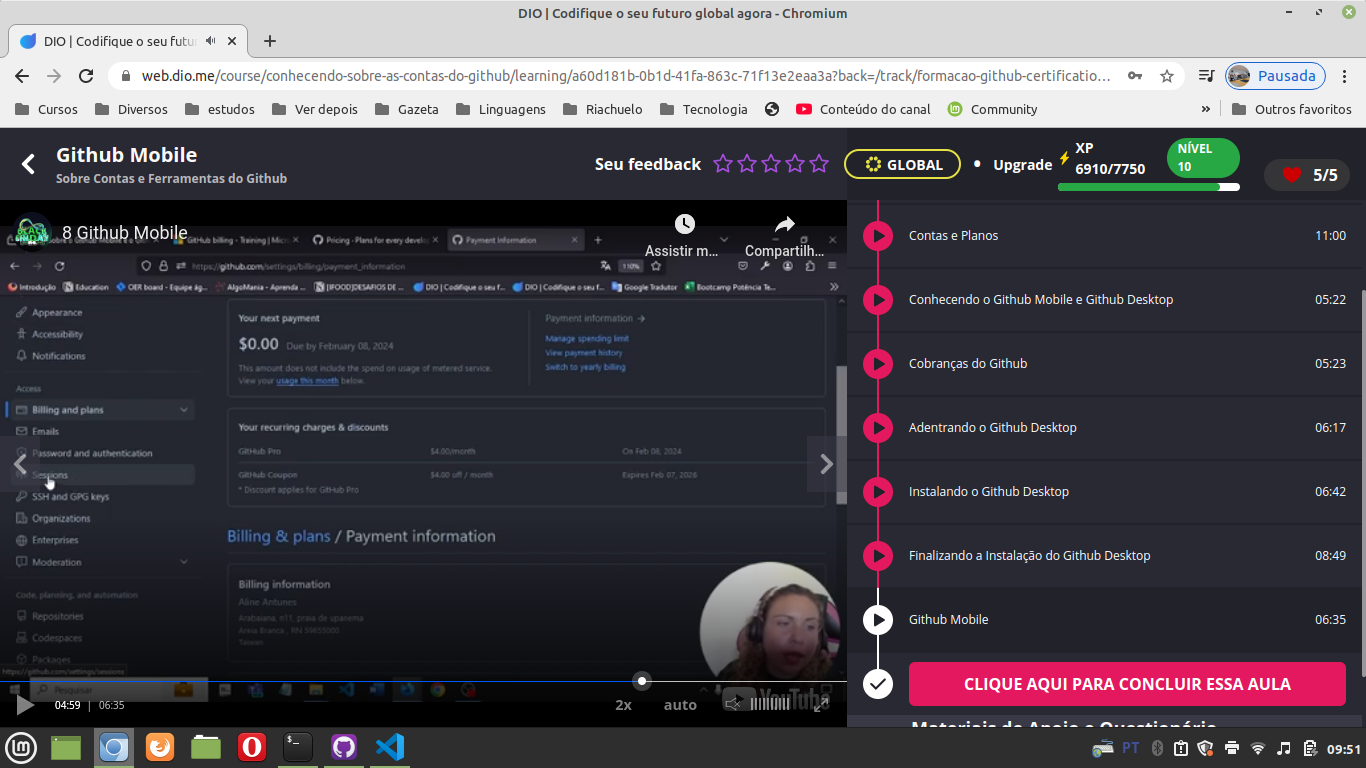 DIO | Codifique o seu futuro global agora - Chromium
DIO | Codifique o seu futur
web.dio.me/course/conhecendo-sobre-as-contas-do-github/learning/a60d181b-0b1d-41fa-863c-71f13e2eaa3a?back=/track/formacao-github-certificatio...
Pausada
Cursos
Diversos
estudos
Ver depois
Gazeta
Linguagens
Riachuelo
Tecnologia
Conteúdo do canal
Community
»
Outros favoritos
Github Mobile
Sobre Contas e Ferramentas do Github
Seu feedback
GLOBAL
• Upgrade
XP
6910/7750
NÍVEL
10
5/5
8 Github Mobile
Assistir m...
Compartilh...
GitHub billing - Training | Mic
Pricing - Plans for every develo
Payment Information
https://github.com/settings/billing/payment_information
110%
Introdução
Education
OER board - Equipe ág...
AlgoMania - Aprenda ...
[IFOOD]DESAFIOS DE ...
DIO | Codifique o seu f...
DIO | Codifique o seu f...
Google Tradutor
Bootcamp Potência Te...
Appearance
Accessibility
Notifications
Access
Billing and plans
Emails
Password and authentication
Sessions
SSH and GPG keys
Organizations
Enterprises
Moderation
Code, planning, and automation
Repositories
Codespaces
Packages
https://github.com/settings/sessions
Your next payment
$0.00 Due by February 08, 2024
This amount does not include the spend on usage of metered service.
View your usage this month below.
Payment information →
Manage spending limit
View payment history
Switch to yearly billing
Your recurring charges & discounts
GitHub Pro $4.00/month On Feb 08, 2024
GitHub Coupon $4.00 off / month Expires Feb 07, 2026
* Discount applies for GitHub Pro
Billing & plans / Payment information
Billing information
Aline Antunes
Taiwan
Pesquisar
YouTube
04:59 | 06:35
2x
auto
Contas e Planos 11:00
Conhecendo o Github Mobile e Github Desktop 05:22
Cobranças do Github 05:23
Adentrando o Github Desktop 06:17
Instalando o Github Desktop 06:42
Finalizando a Instalação do Github Desktop 08:49
Github Mobile 06:35
CLIQUE AQUI PARA CONCLUIR ESSA AULA
Materiais de Apoio e Questionário
PT
09:51